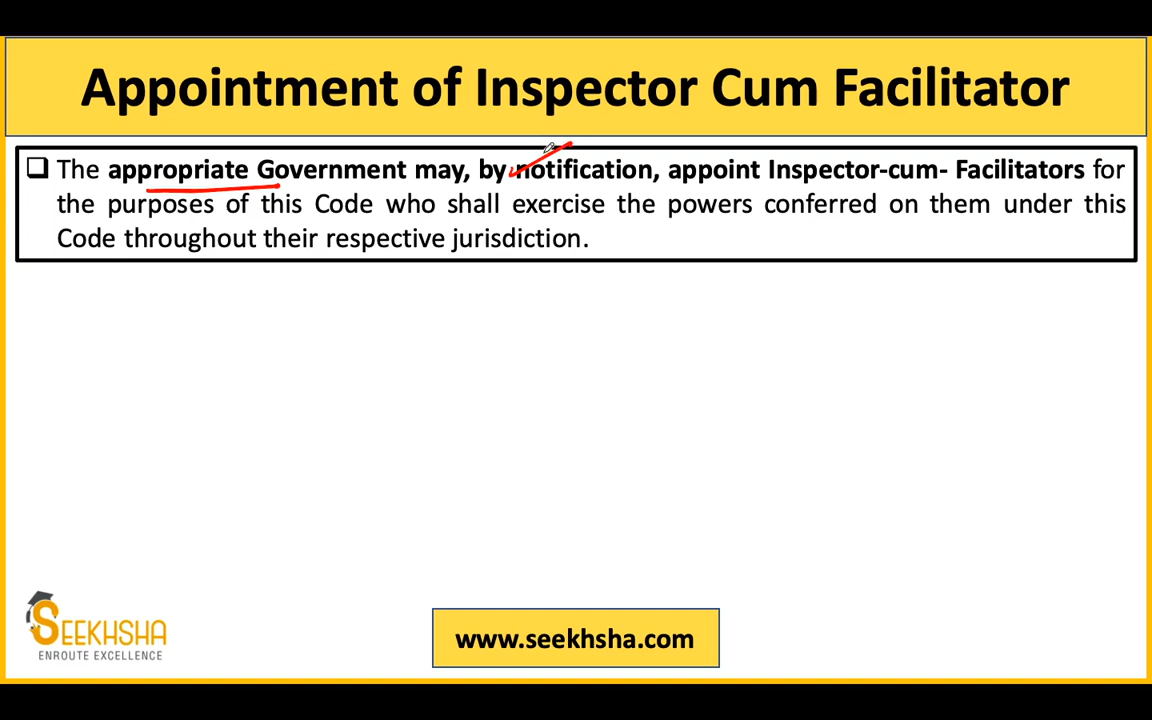 Appointment of Inspector Cum Facilitator
❑ The appropriate Government may, by notification, appoint Inspector-cum- Facilitators for
the purposes of this Code who shall exercise the powers conferred on them under this
Code throughout their respective jurisdiction.
SEEKHSHA
ENROUTE EXCELLENCE
www.seekhsha.com